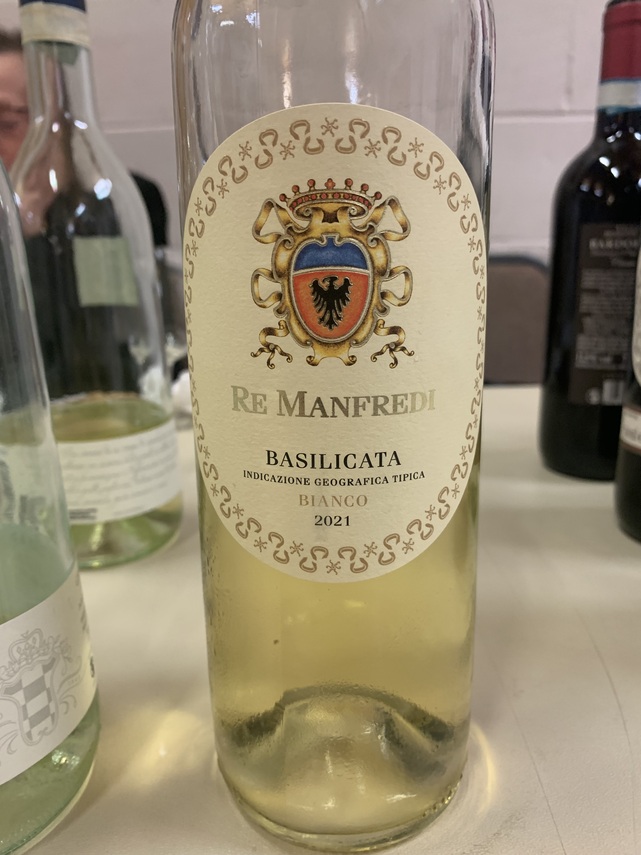 RE MANFREDI
BASILICATA
INDICAZIONE GEOGRAFICA TIPICA
BIANCO
2021